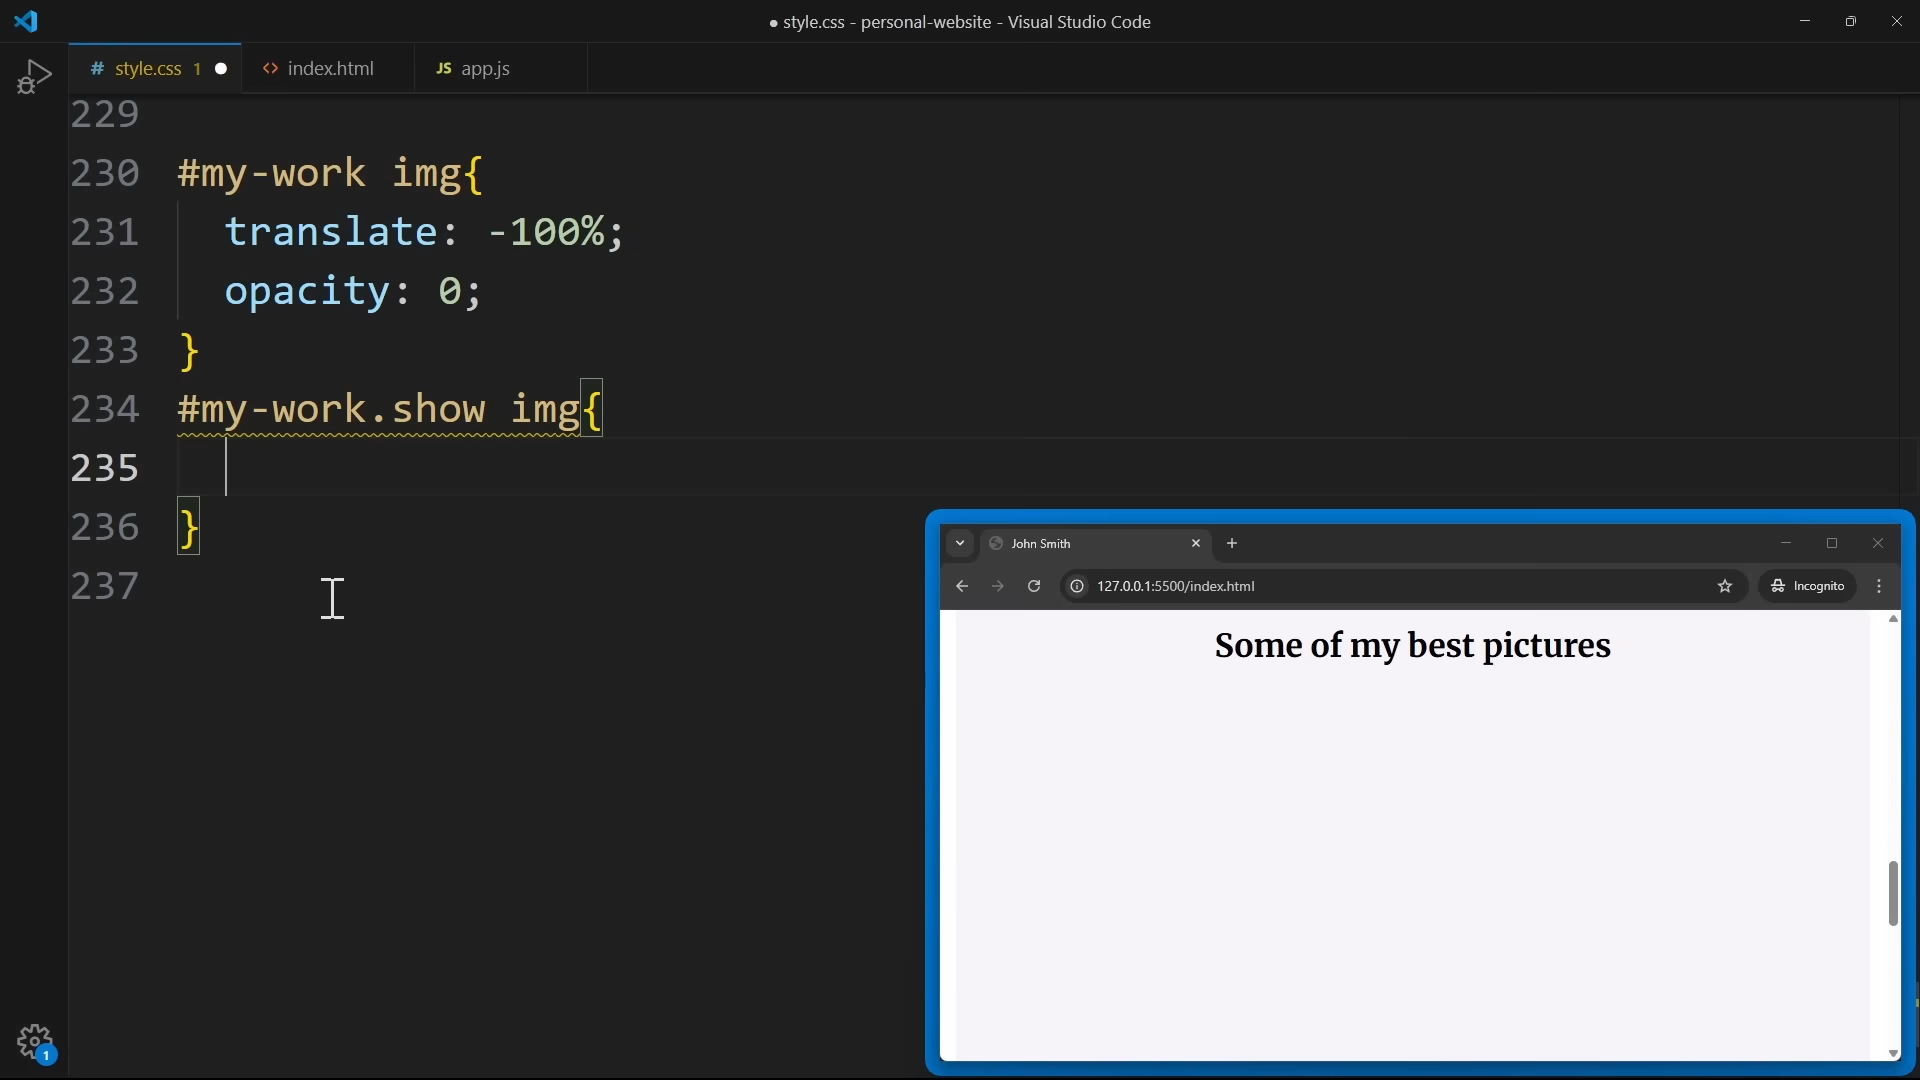 ● style.css - personal-website - Visual Studio Code
# style.css 1 ● <> index.html JS app.js
229
230 #my-work img{
231 translate: -100%;
232 opacity: 0;
233 }
234 #my-work.show img{
235
236 }
237
1
John Smith
127.0.0.1:5500/index.html
Incognito
Some of my best pictures